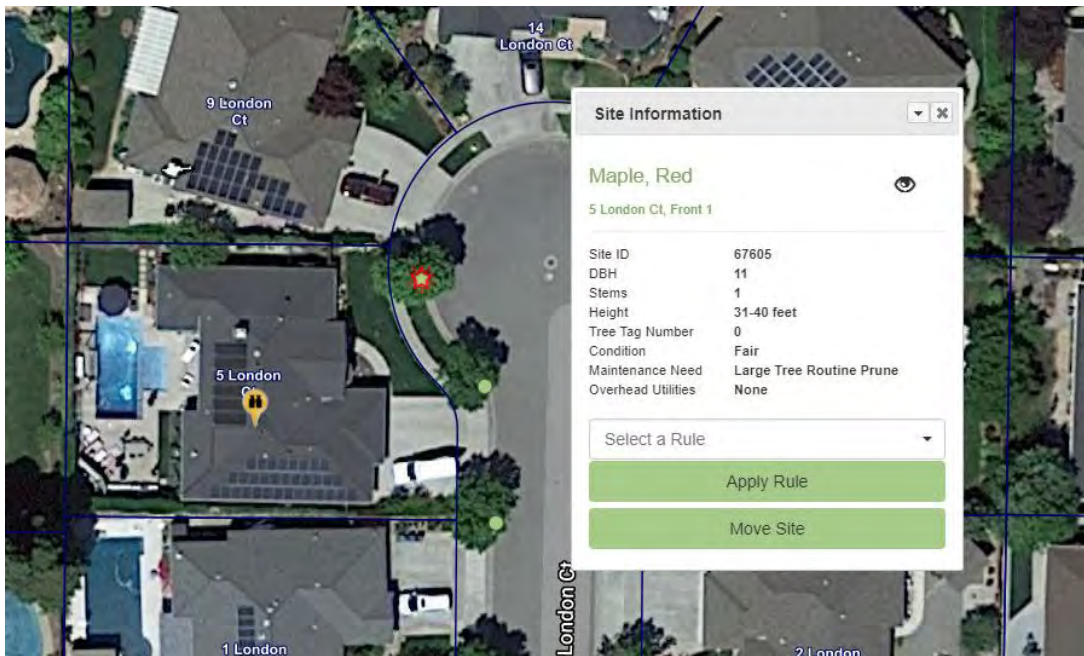 14
London Ct
9 London
Ct
Site Information
Maple, Red
5 London Ct, Front 1
Site ID 67605
DBH 11
Stems 1
Height 31-40 feet
Tree Tag Number 0
Condition Fair
Maintenance Need Large Tree Routine Prune
Overhead Utilities None
Select a Rule
Apply Rule
Move Site
5 London
Ct
London Ct
1 London
2 London